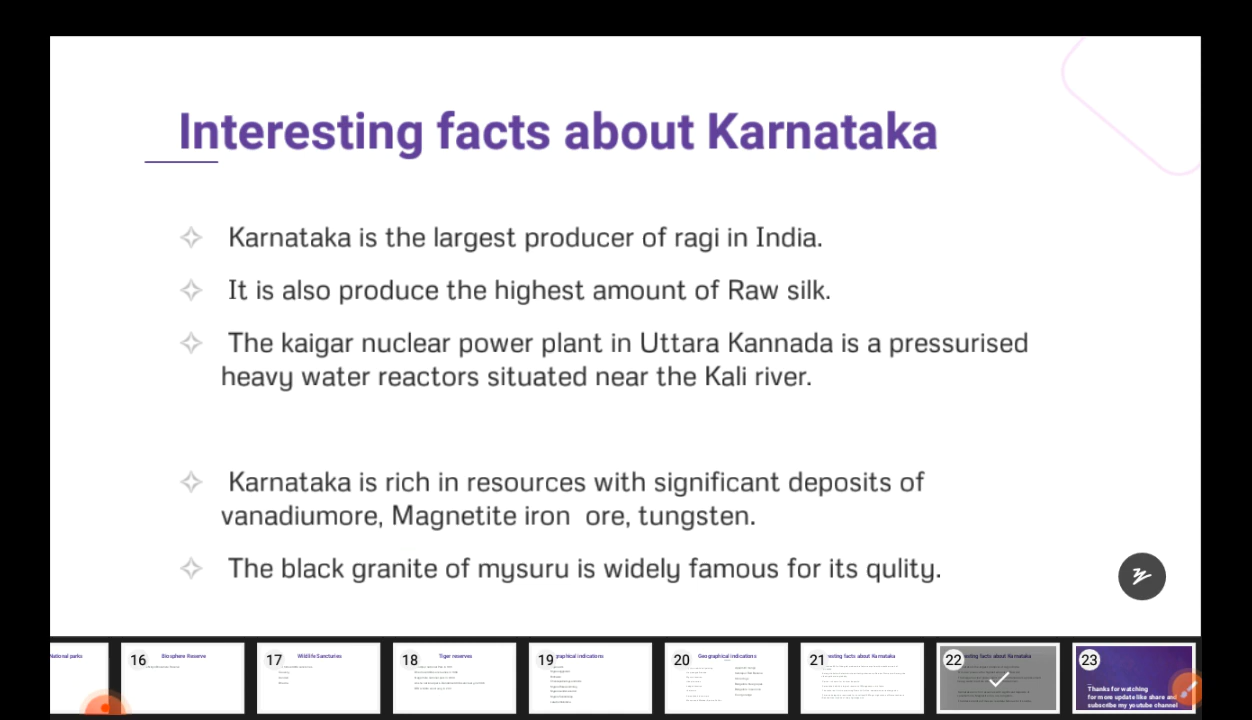 Interesting facts about Karnataka
Karnataka is the largest producer of ragi in India.
It is also produce the highest amount of Raw silk.
The kaigar nuclear power plant in Uttara Kannada is a pressurised
heavy water reactors situated near the Kali river.
Karnataka is rich in resources with significant deposits of
vanadiumore, Magnetite iron ore, tungsten.
The black granite of mysuru is widely famous for its qulity.
National parks
16 Biosphere Reserve
17 Wildlife Sanctuaries
18 Tiger reserves
19 graphical indications
20 Geographical indications
21 esting facts about Karnataka
22 esting facts about Karnataka
23
Thanks for watching
for more update like share and
subscribe my youtube channel